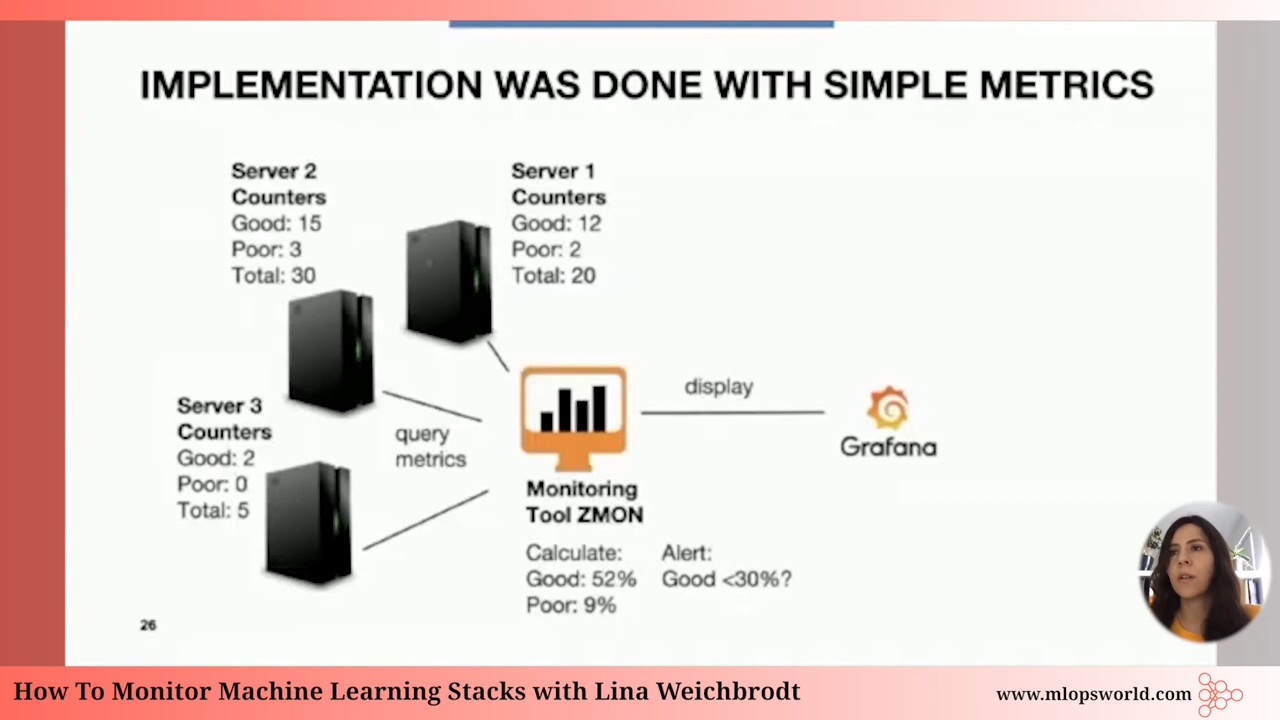 IMPLEMENTATION WAS DONE WITH SIMPLE METRICS
Server 2
Counters
Good: 15
Poor: 3
Total: 30
Server 1
Counters
Good: 12
Poor: 2
Total: 20
Server 3
Counters
Good: 2
Poor: 0
Total: 5
query
metrics
display
Grafana
Monitoring
Tool ZMON
Calculate:
Good: 52%
Poor: 9%
Alert:
Good <30%?
26
How To Monitor Machine Learning Stacks with Lina Weichbrodt
www.mlopsworld.com